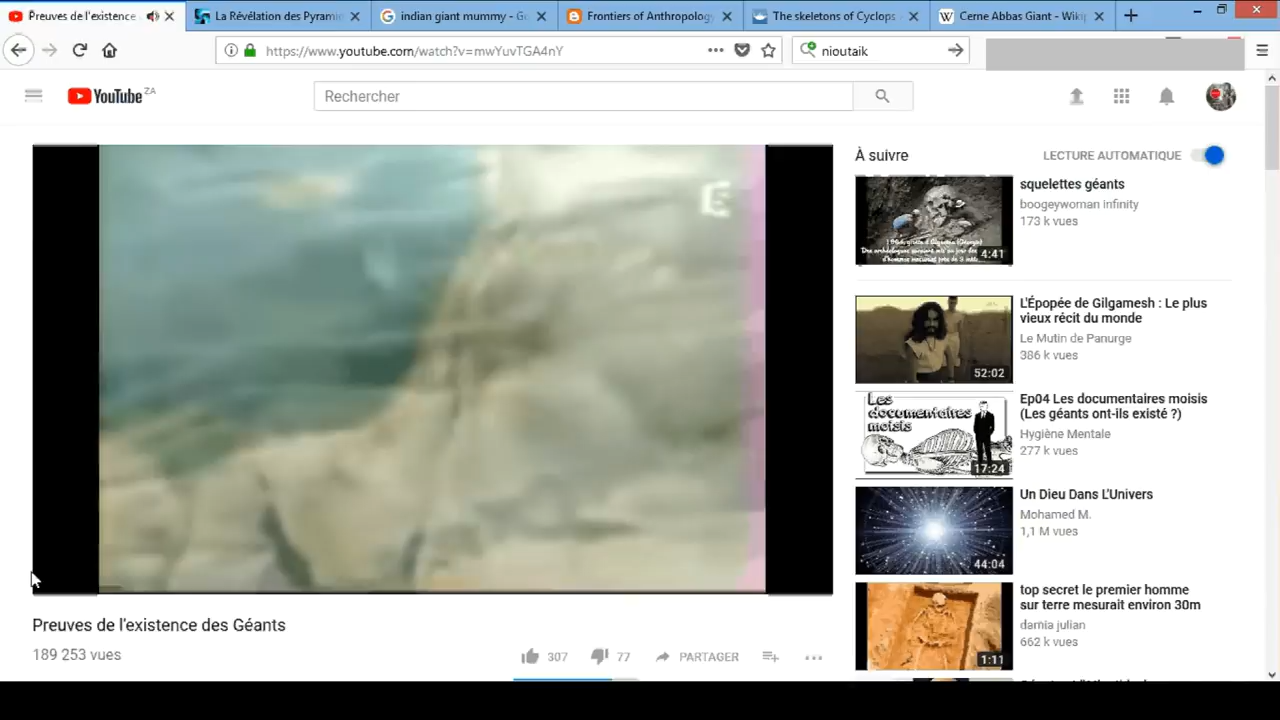 Preuves de l'existence
La Révélation des Pyramie
indian giant mummy - Go
Frontiers of Anthropology
The skeletons of Cyclops
Cerne Abbas Giant - Wikip
https://www.youtube.com/watch?v=mwYuvTGA4nY
nioutaik
YouTube ZA
Rechercher
À suivre
LECTURE AUTOMATIQUE
squelettes géants
boogeywoman infinity
173 k vues
4:41
L'Épopée de Gilgamesh : Le plus
vieux récit du monde
Le Mutin de Panurge
386 k vues
52:02
Les
documentaires
moisis
17:24
Ep04 Les documentaires moisis
(Les géants ont-ils existé ?)
Hygiène Mentale
277 k vues
Un Dieu Dans L'Univers
Mohamed M.
1,1 M vues
44:04
top secret le premier homme
sur terre mesurait environ 30m
damia julian
662 k vues
1:11
Preuves de l'existence des Géants
189 253 vues
307
77
PARTAGER